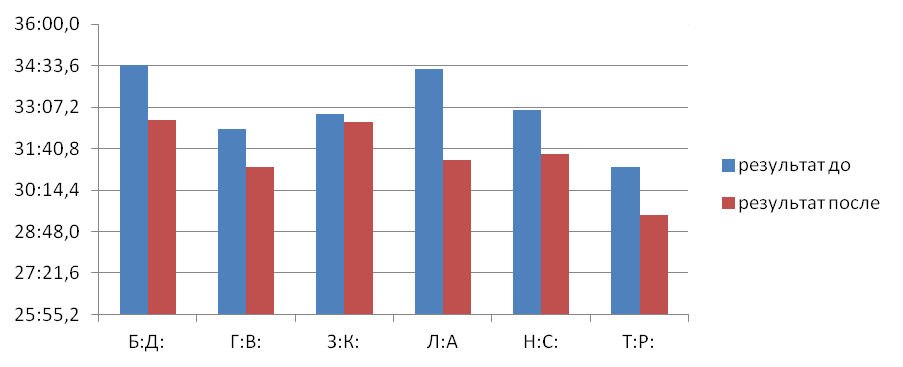 36:00,0
34:33,6
33:07,2
31:40,8
30:14,4
28:48,0
27:21,6
25:55,2
Б:Д: Г:В: З:К: Л:А Н:С: Т:Р:
результат до
результат после